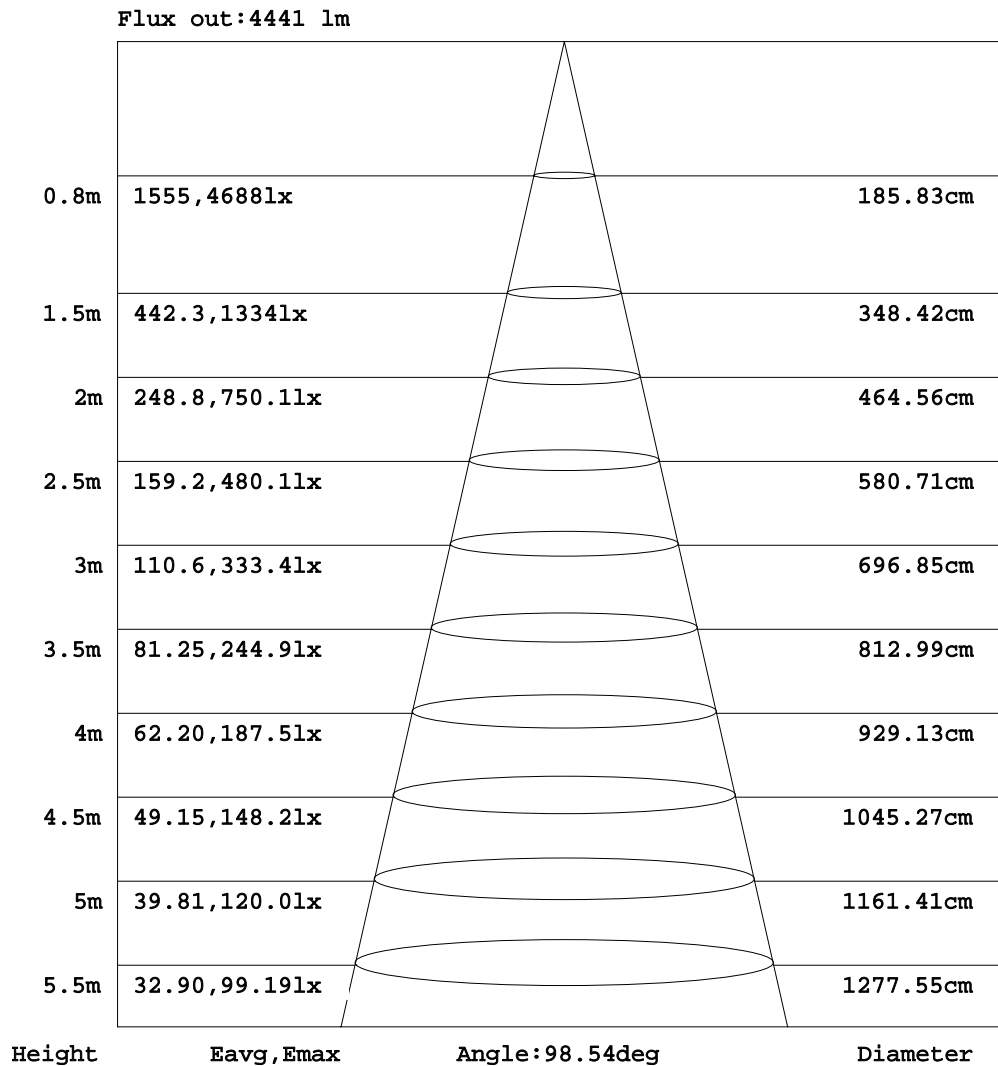 Flux out:4441 lm
0.8m 1555,4688lx 185.83cm
1.5m 442.3,1334lx 348.42cm
2m 248.8,750.1lx 464.56cm
2.5m 159.2,480.1lx 580.71cm
3m 110.6,333.4lx 696.85cm
3.5m 81.25,244.9lx 812.99cm
4m 62.20,187.5lx 929.13cm
4.5m 49.15,148.2lx 1045.27cm
5m 39.81,120.0lx 1161.41cm
5.5m 32.90,99.19lx 1277.55cm
Height Eavg,Emax Angle:98.54deg Diameter